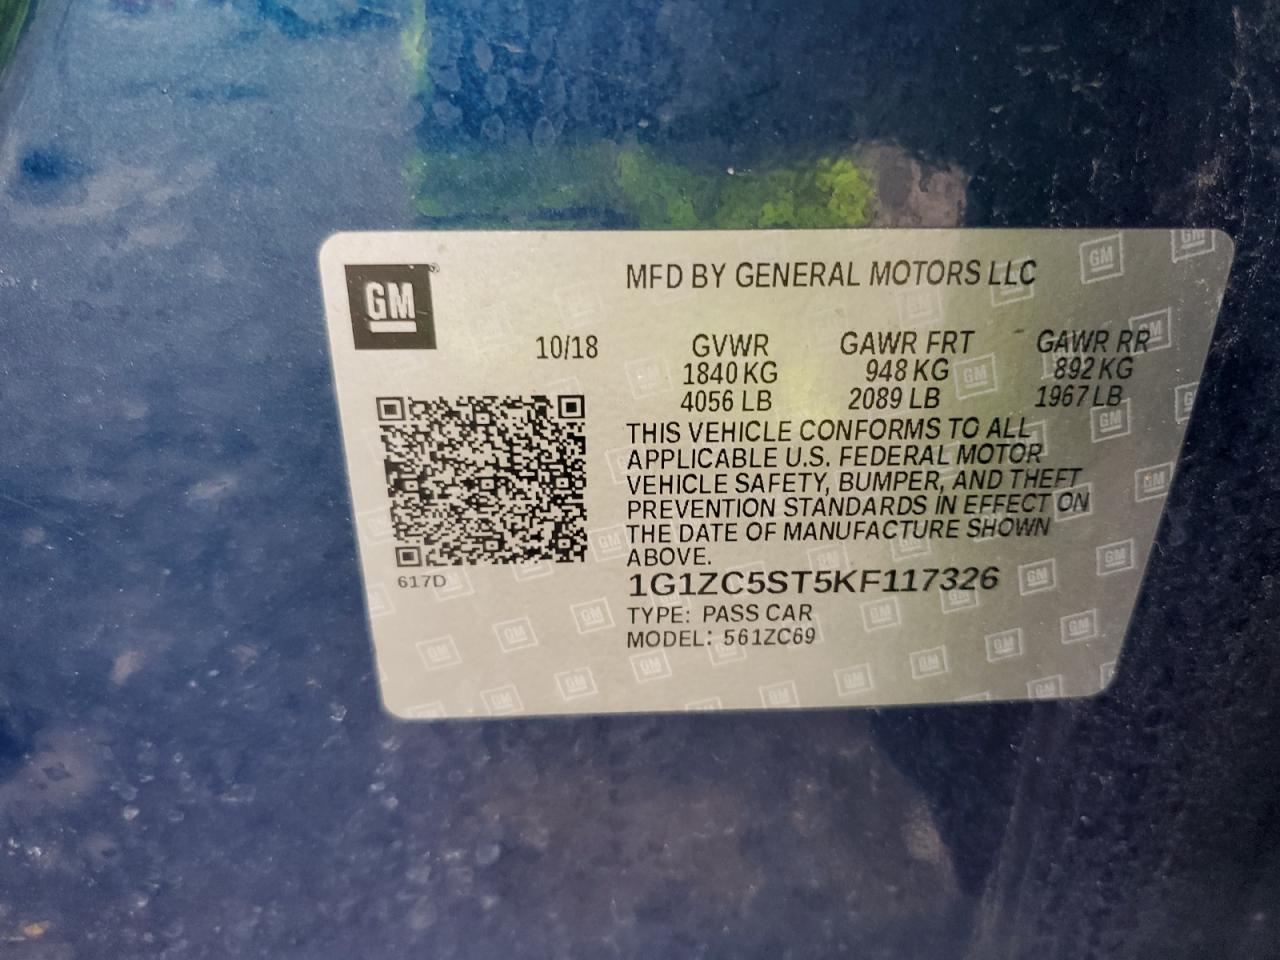 GM
MFD BY GENERAL MOTORS LLC
10/18
GVWR GAWR FRT GAWR RR
1840 KG 948 KG 892 KG
4056 LB 2089 LB 1967 LB
THIS VEHICLE CONFORMS TO ALL
APPLICABLE U.S. FEDERAL MOTOR
VEHICLE SAFETY, BUMPER, AND THEFT
PREVENTION STANDARDS IN EFFECT ON
THE DATE OF MANUFACTURE SHOWN
ABOVE.
617D
1G1ZC5ST5KF117326
TYPE: PASS CAR
MODEL: 561ZC69